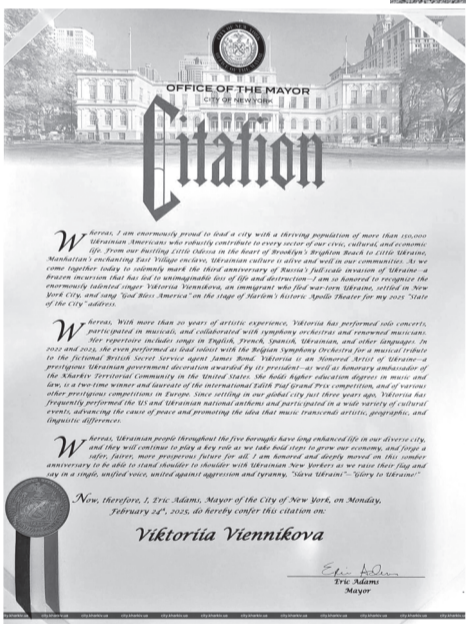 OFFICE OF THE MAYOR
CITY OF NEW YORK
Citation
Whereas, I am enormously proud to lead a city with a thriving population of more than 150,000
Ukrainian Americans who robustly contribute to every sector of our civic, cultural, and economic
life. From our bustling Little Odessa in the heart of Brooklyn's Brighton Beach to Little Ukraine,
Manhattan's enchanting East Village enclave, Ukrainian culture is alive and well in our communities. As we
come together today to solemnly mark the third anniversary of Russia's full-scale invasion of Ukraine–a
brazen incursion that has led to unimaginable loss of life and destruction–I am so honored to recognize the
enormously talented singer Viktoriia Viennikova, an immigrant who fled war-torn Ukraine, settled in New
York City, and sang "God Bless America" on the stage of Harlem's historic Apollo Theater for my 2025 "State
of the City" address.
Whereas, With more than 20 years of artistic experience, Viktoriia has performed solo concerts,
participated in musicals, and collaborated with symphony orchestras and renowned musicians.
Her repertoire includes songs in English, French, Spanish, Ukrainian, and other languages. In
2022 and 2023, she even performed as lead soloist with the Belgian Symphony Orchestra for a musical tribute
to the fictional British Secret Service agent James Bond. Viktoriia is an Honored Artist of Ukraine–a
prestigious Ukrainian government decoration awarded by its president–as well as honorary ambassador of
the Kharkiv Territorial Community in the United States. She holds higher education degrees in music and
law, is a two-time winner and laureate of the international Edith Piaf Grand Prix competition, and of various
other prestigious competitions in Europe. Since settling in our global city just three years ago, Viktoriia has
frequently performed the US and Ukrainian national anthems and participated in a wide variety of cultural
events, advancing the cause of peace and promoting the idea that music transcends artistic, geographic, and
linguistic differences.
Whereas, Ukrainian people throughout the five boroughs have long enhanced life in our diverse city,
and they will continue to play a key role as we take bold steps to grow our economy, and forge a
safer, fairer, more prosperous future for all. I am honored and deeply moved on this somber
anniversary to be able to stand shoulder to shoulder with Ukrainian New Yorkers as we raise their flag and
say in a single, unified voice, united against aggression and tyranny, "Slava Ukraini"–"Glory to Ukraine!"
Now, therefore, I, Eric Adams, Mayor of the City of New York, on Monday,
February 24th, 2025, do hereby confer this citation on:
Viktoriia Viennikova
Eric Adams
Eric Adams
Mayor